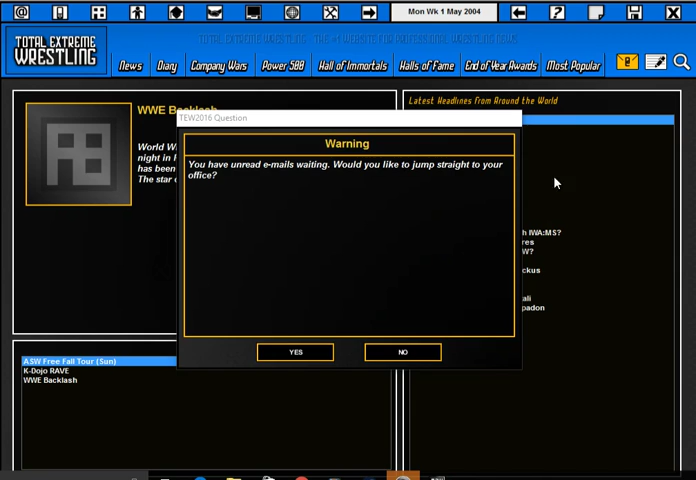 Mon Wk 1 May 2004
TOTAL EXTREME
WRESTLING
TOTAL EXTREME WRESTLING - THE #1 WEBSITE FOR PROFESSIONAL WRESTLING NEWS
News
Diary
Company Wars
Power 500
Hall of Immortals
Halls of Fame
End of Year Awards
Most Popular
WWE Backlash
World W
night in
has been
The star
Latest Headlines From Around the World
TEW2016 Question
Warning
You have unread e-mails waiting. Would you like to jump straight to your
office?
YES
NO
h IWA:MS?
res
W?
ckus
tali
padon
ASW Free Fall Tour (Sun)
K-Dojo RAVE
WWE Backlash